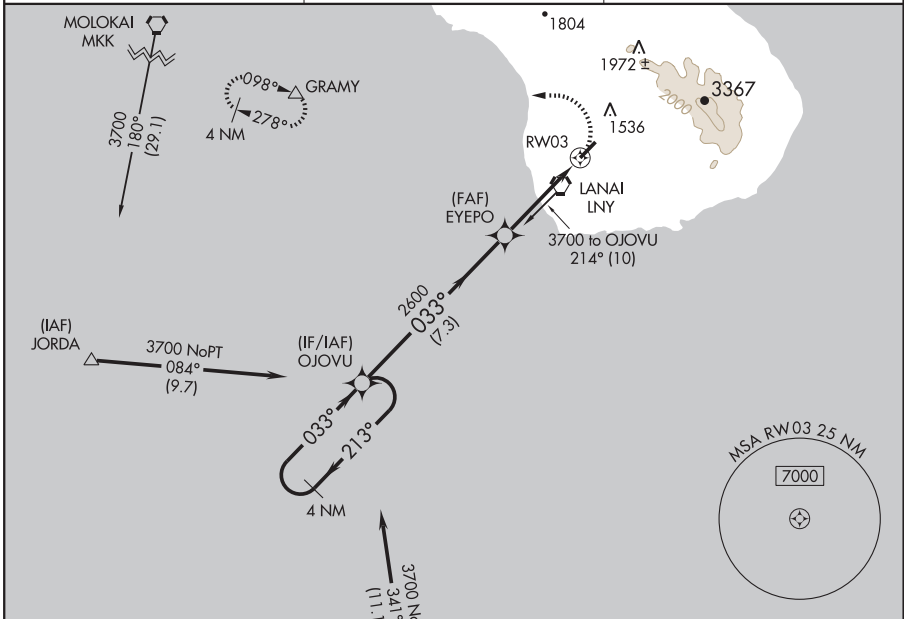 MOLOKAI
MKK
3700
180°
(29.1)
098°
GRAMY
278°
4 NM
1804
1972 ±
2000
3367
1536
RW03
LANAI
LNY
(FAF)
EYEPO
3700 to OJOVU
214° (10)
2600
033°
(7.3)
(IAF)
JORDA
3700 NoPT
084°
(9.7)
(IF/IAF)
OJOVU
033°
213°
4 NM
3700
341°
MSA RW03 25 NM
7000